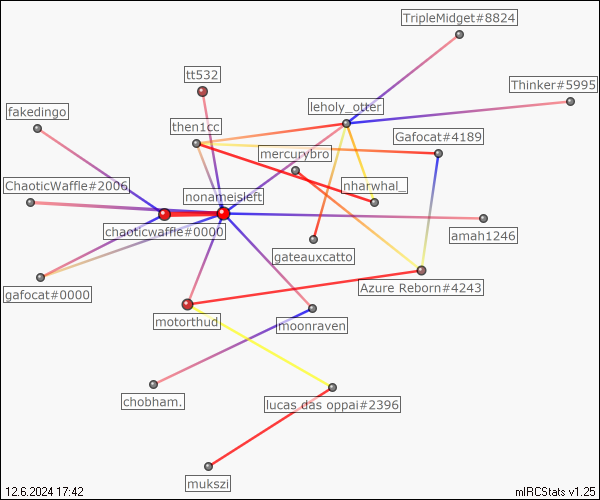 TripleMidget#8824
tt532
Thinker#5995
leholy_otter
fakedingo
then1cc
Gafocat#4189
mercurybro
ChaoticWaffle#2006
nharwhal_
nonameisleft
chaoticwaffle#0000
amah1246
gateauxcatto
gafocat#0000
Azure Reborn#4243
motorthud
moonraven
chobham.
lucas das oppai#2396
mukszi
12.6.2024 17:42
mIRCStats v1.25